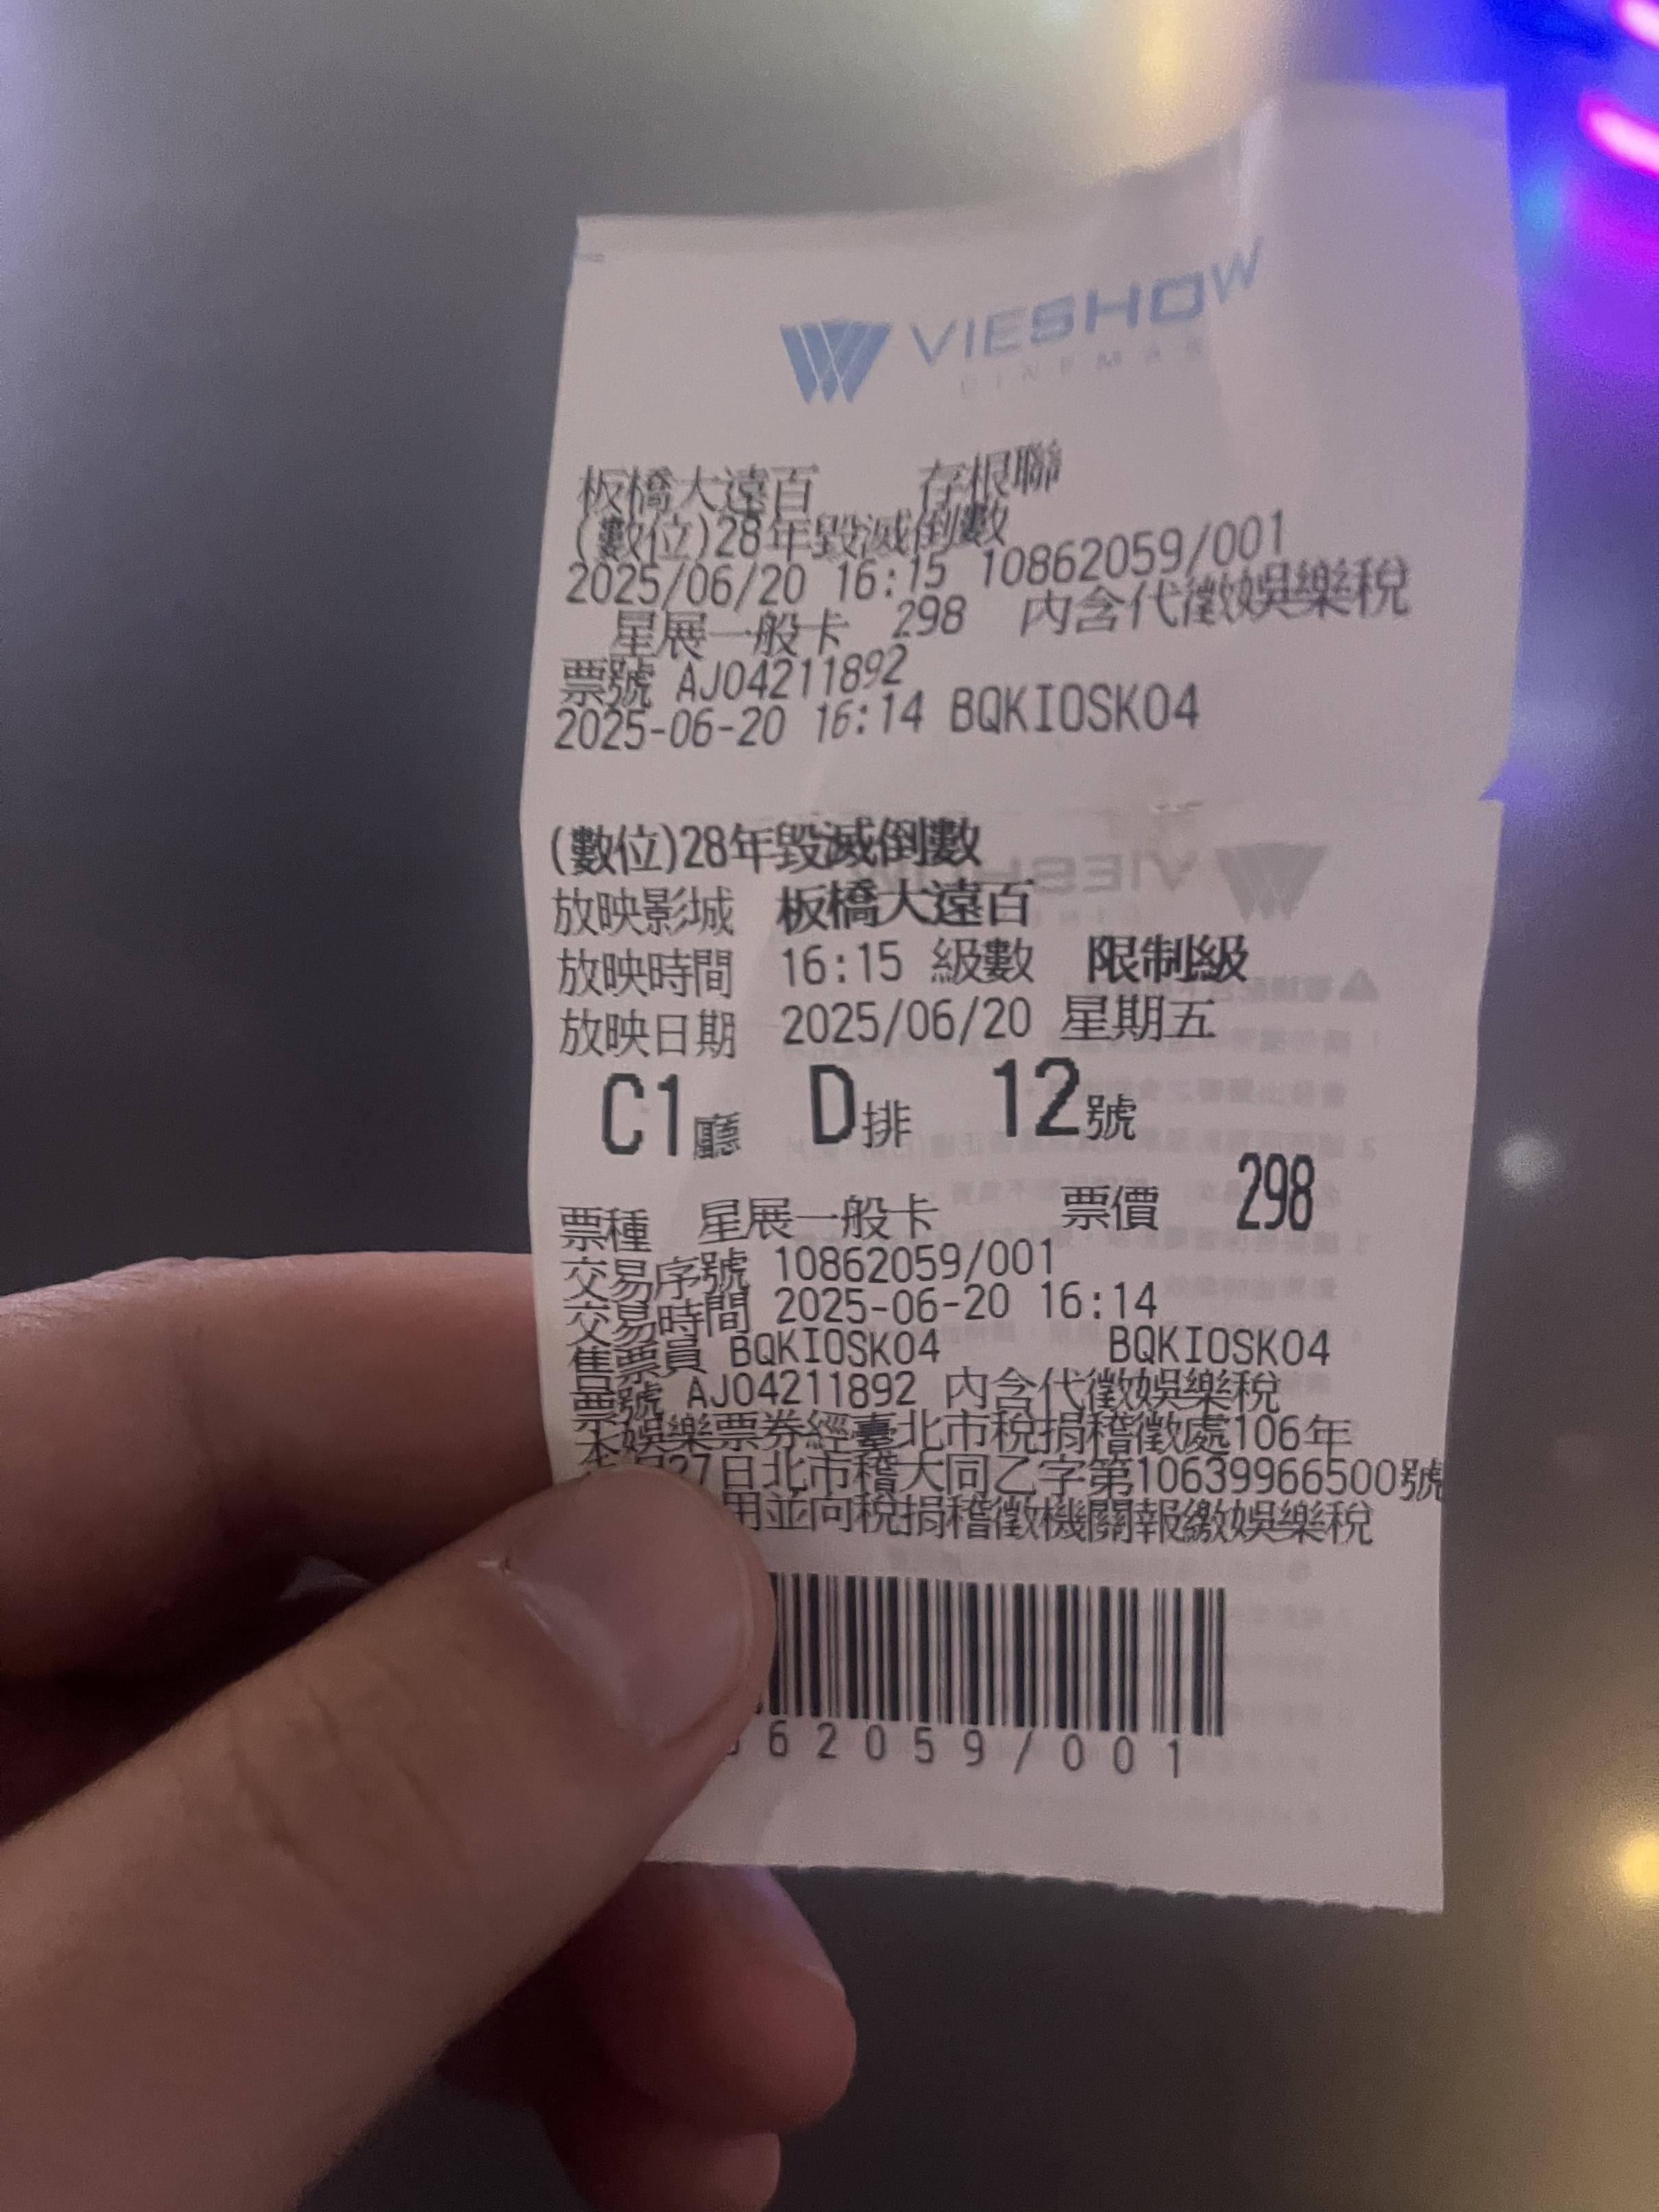 VIESHOW
CINEMAS
板橋大遠百 存根聯
(數位)28年毀滅倒數
2025/06/20 16:15 10862059/001
星展一般卡 298 內含代徵娛樂稅
票號 AJ04211892
2025-06-20 16:14 BQKIOSK04
(數位)28年毀滅倒數
放映影城 板橋大遠百
放映時間 16:15 級數 限制級
放映日期 2025/06/20 星期五
C1廳 D排 12號
票種 星展一般卡 票價 298
交易序號 10862059/001
交易時間 2025-06-20 16:14
售票員 BQKIOSK04 BQKIOSK04
票號 AJ04211892 內含代徵娛樂稅
本娛樂票券經臺北市稅捐稽徵處106年
27日北市稽大同乙字第10639966500號
用並向稅捐稽徵機關報繳娛樂稅
62059/001